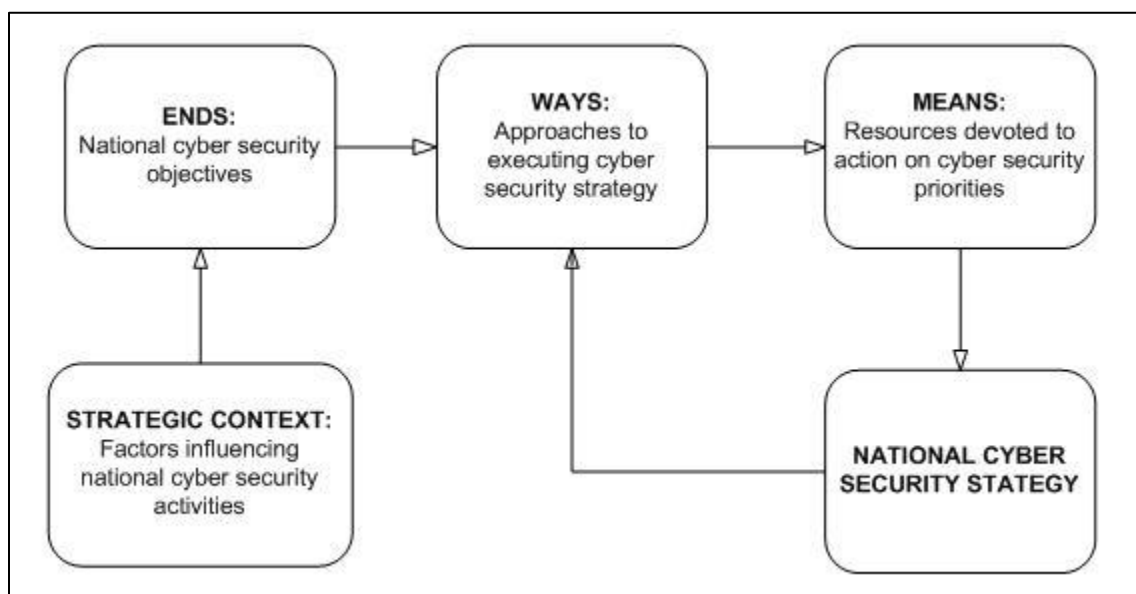 ENDS:
National cyber security
objectives
WAYS:
Approaches to
executing cyber
security strategy
MEANS:
Resources devoted to
action on cyber security
priorities
STRATEGIC CONTEXT:
Factors influencing
national cyber security
activities
NATIONAL CYBER
SECURITY STATEGY